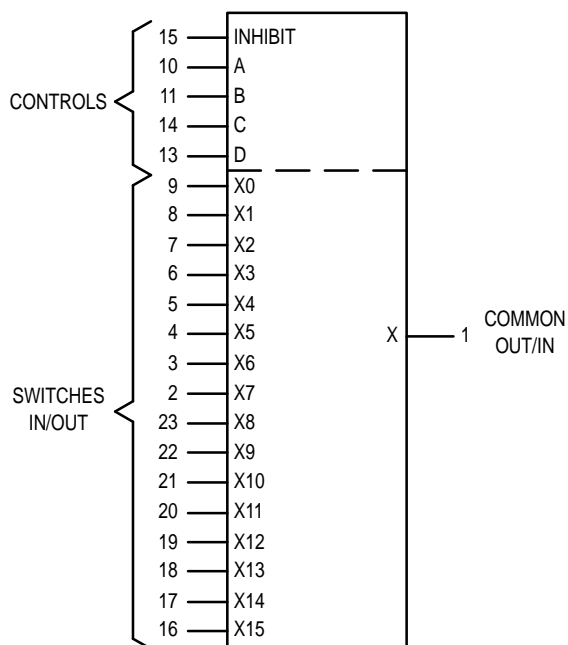 15 INHIBIT
10 A
11 B
CONTROLS
14 C
13 D
9 X0
8 X1
7 X2
6 X3
5 X4
4 X5
X 1
COMMON
OUT/IN
3 X6
2 X7
SWITCHES
IN/OUT
23 X8
22 X9
21 X10
20 X11
19 X12
18 X13
17 X14
16 X15